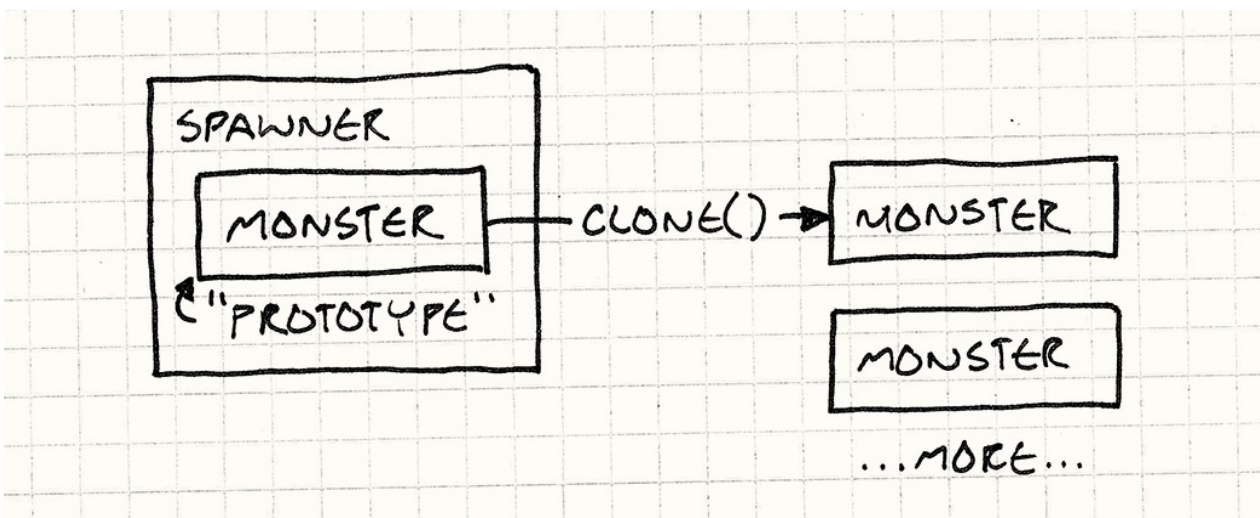 SPAWNER
MONSTER
"PROTOTYPE"
CLONE()
MONSTER
MONSTER
...MORE...